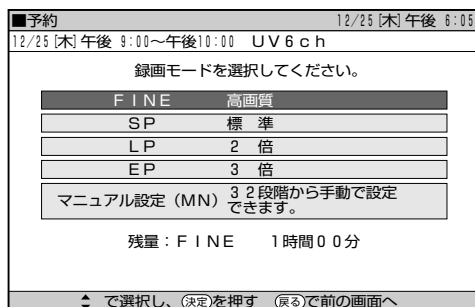 ■予約 12/25[木]午後 6:05
12/25[木]午後 9:00〜午後10:00 UV6ch
録画モードを選択してください。
FINE 高画質
SP 標 準
LP 2 倍
EP 3 倍
マニュアル設定（MN） 32段階から手動で設定
できます。
残量：FINE 1時間00分
で選択し、決定を押す 戻るで前の画面へ